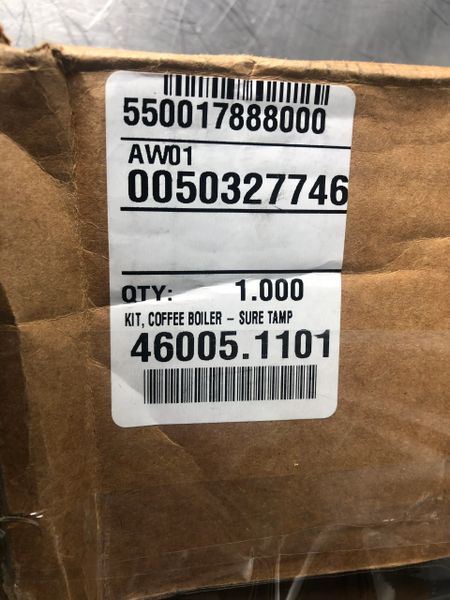 550017888000
AW01
0050327746
QTY: 1.000
KIT, COFFEE BOILER – SURE TAMP
46005.1101